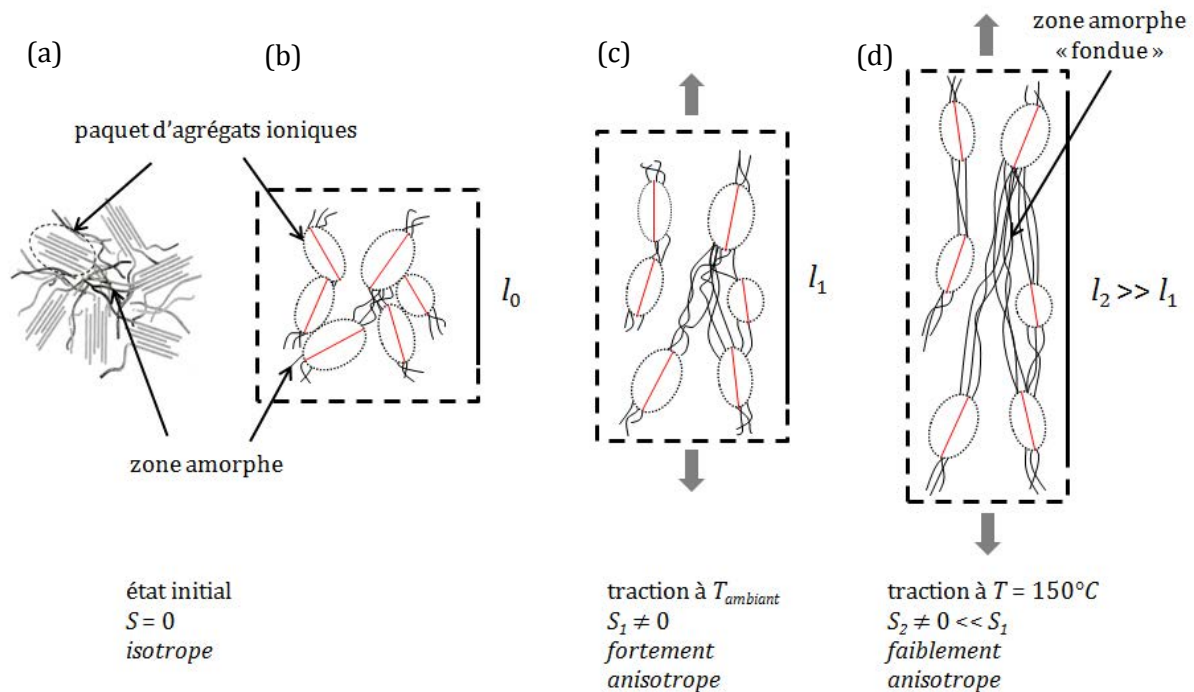 (a)
(b)
(c)
(d)
zone amorphe
« fondue »
paquet d'agrégats ioniques
l0
l1
l2 >> l1
zone amorphe
état initial
S = 0
isotrope
traction à Tambiant
S1 ≠ 0
fortement
anisotrope
traction à T = 150°C
S2 ≠ 0 << S1
faiblement
anisotrope